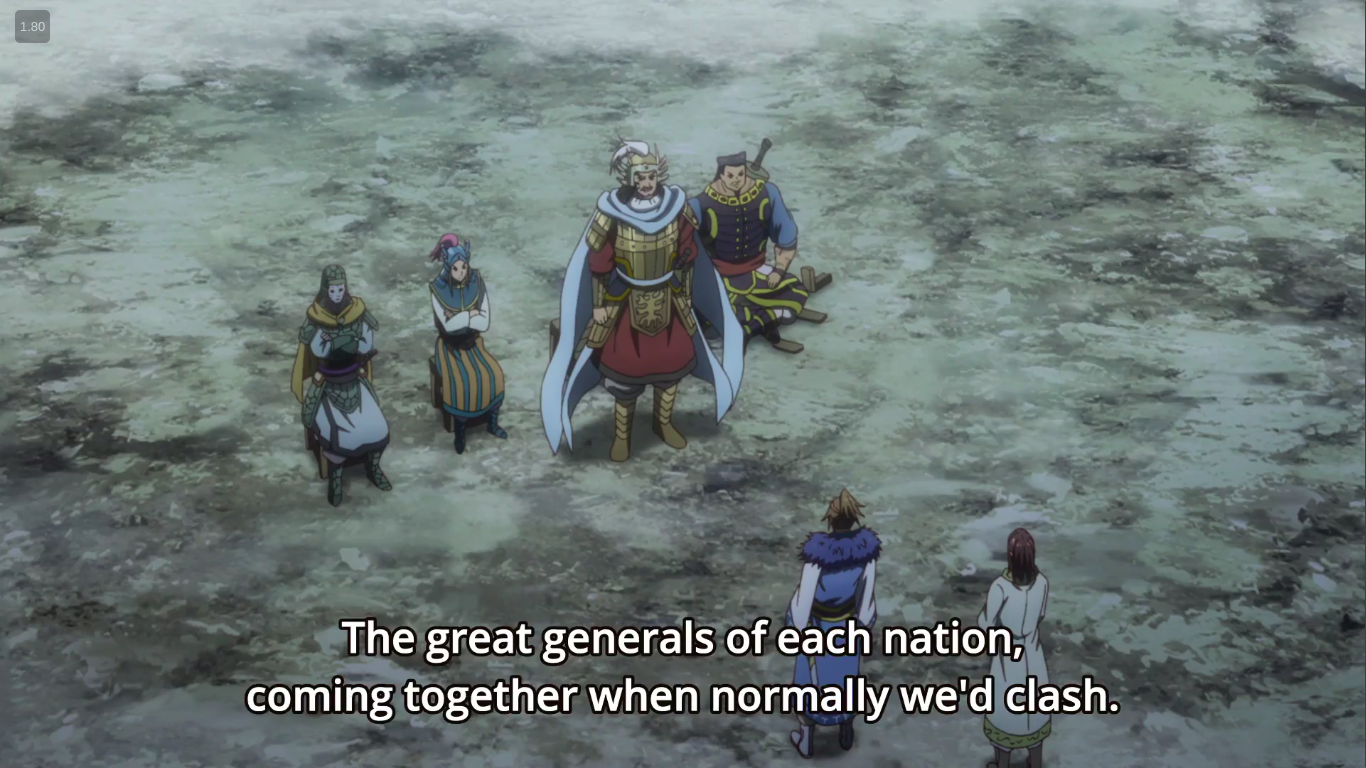 1.80
The great generals of each nation,
coming together when normally we'd clash.